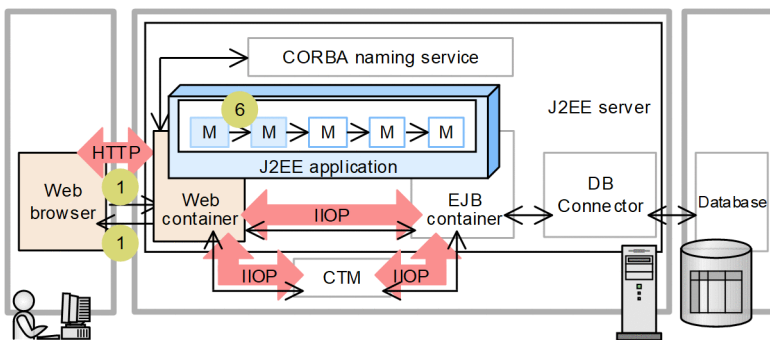 CORBA naming service
6
J2EE server
M M M M M
HTTP
J2EE application
1
Web
browser
Web
container
IIOP
EJB
container
DB
Connector
Database
1
IIOP
CTM
IIOP